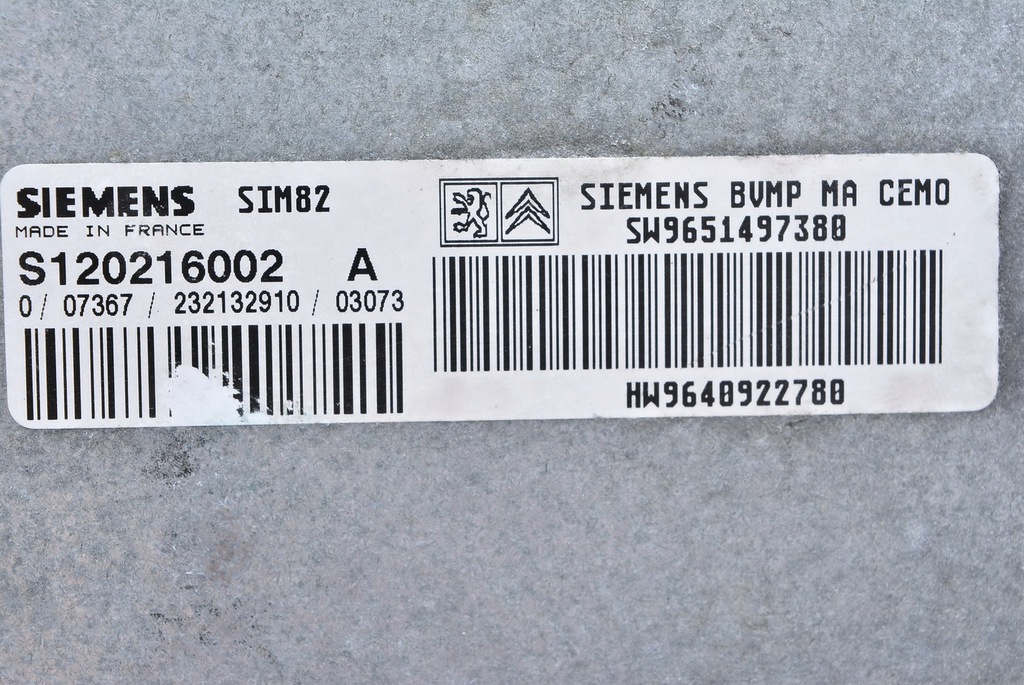 SIEMENS SIM82
MADE IN FRANCE
S120216002 A
0 / 07367 / 232132910 / 03073
SIEMENS BVMP MA CEMO
SW9651497380
HW9640922780